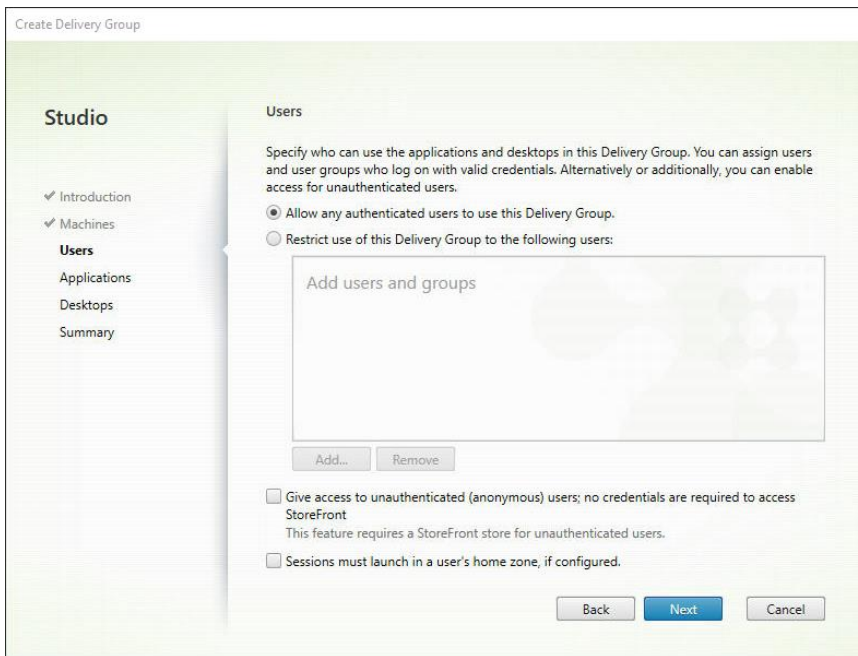 Create Delivery Group
Studio
Introduction
Machines
Users
Applications
Desktops
Summary
Users
Specify who can use the applications and desktops in this Delivery Group. You can assign users
and user groups who log on with valid credentials. Alternatively or additionally, you can enable
access for unauthenticated users.
Allow any authenticated users to use this Delivery Group.
Restrict use of this Delivery Group to the following users:
Add users and groups
Add...
Remove
Give access to unauthenticated (anonymous) users; no credentials are required to access
StoreFront
This feature requires a StoreFront store for unauthenticated users.
Sessions must launch in a user's home zone, if configured.
Back
Next
Cancel